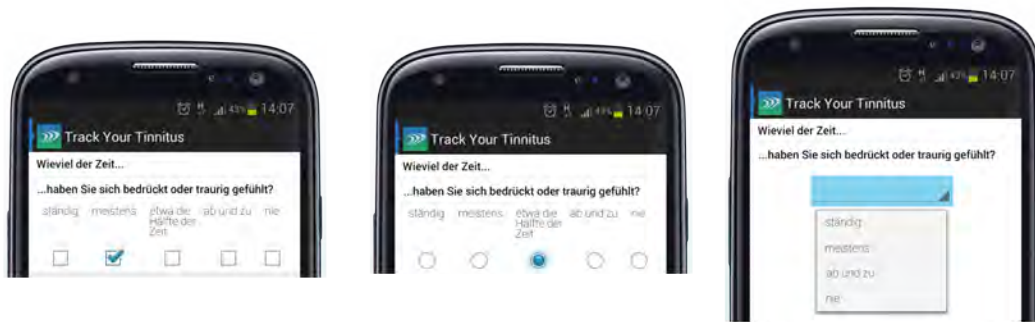 14:07
Track Your Tinnitus
Wieviel der Zeit...
...haben Sie sich bedrückt oder traurig gefühlt?
ständig meistens etwa die Hälfte der Zeit ab und zu nie
43% 14:07
Track Your Tinnitus
Wieviel der Zeit...
...haben Sie sich bedrückt oder traurig gefühlt?
ständig meistens etwa die Hälfte der Zeit ab und zu nie
43% 14:07
Track Your Tinnitus
Wieviel der Zeit...
...haben Sie sich bedrückt oder traurig gefühlt?
ständig
meistens
ab und zu
nie